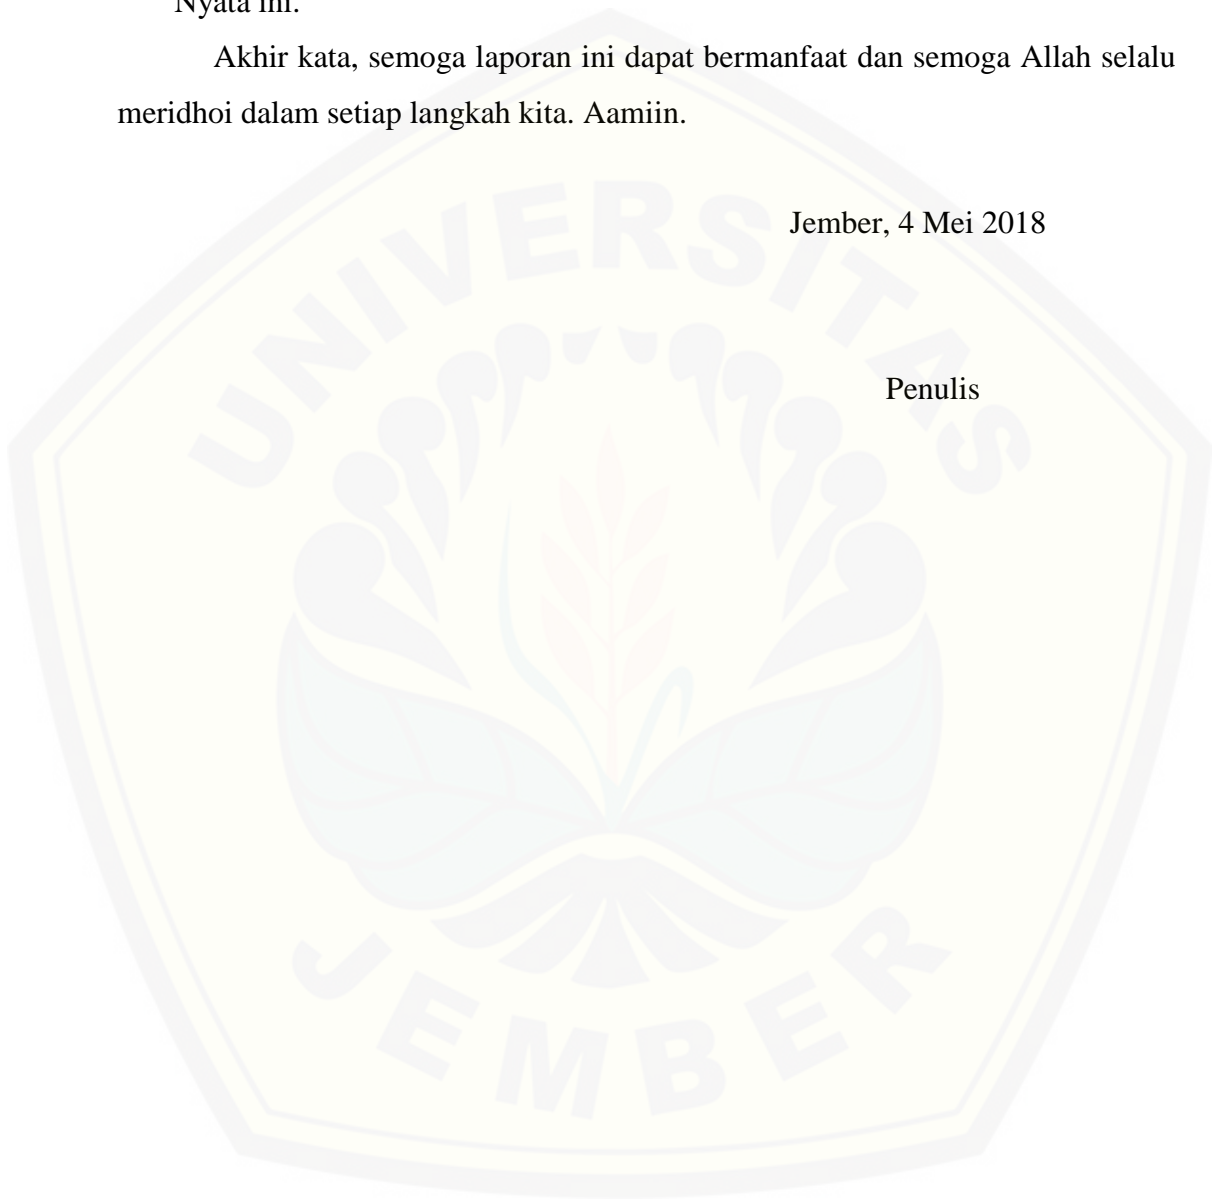 Nyata ini.
Akhir kata, semoga laporan ini dapat bermanfaat dan semoga Allah selalu
meridhoi dalam setiap langkah kita. Aamiin.
Jember, 4 Mei 2018
Penulis
UNIVERSITAS
JEMBER